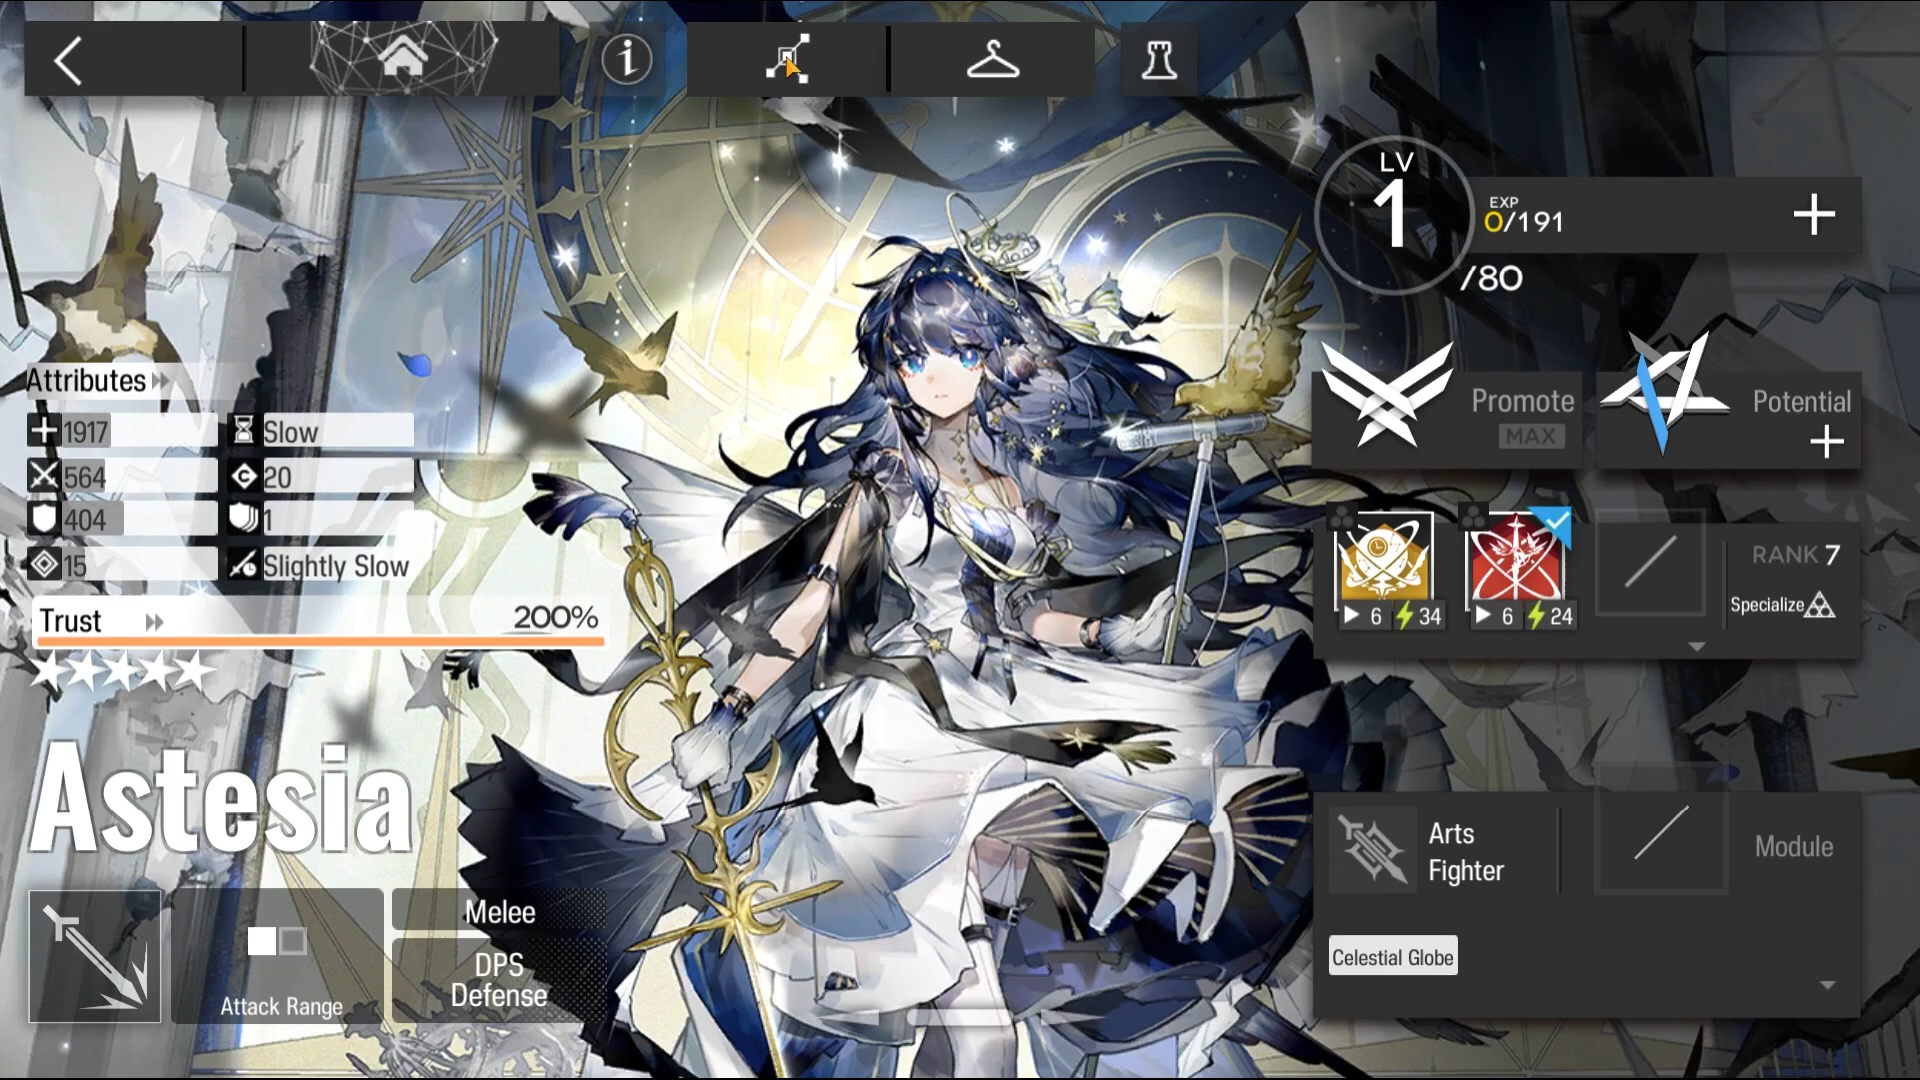 LV
1
EXP
0/191
/80
Attributes
1917
Slow
564
20
404
1
15
Slightly Slow
Trust
200%
Promote
MAX
Potential
6
34
6
24
RANK 7
Specialize
Astesia
Arts
Fighter
Module
Melee
DPS
Defense
Attack Range
Celestial Globe